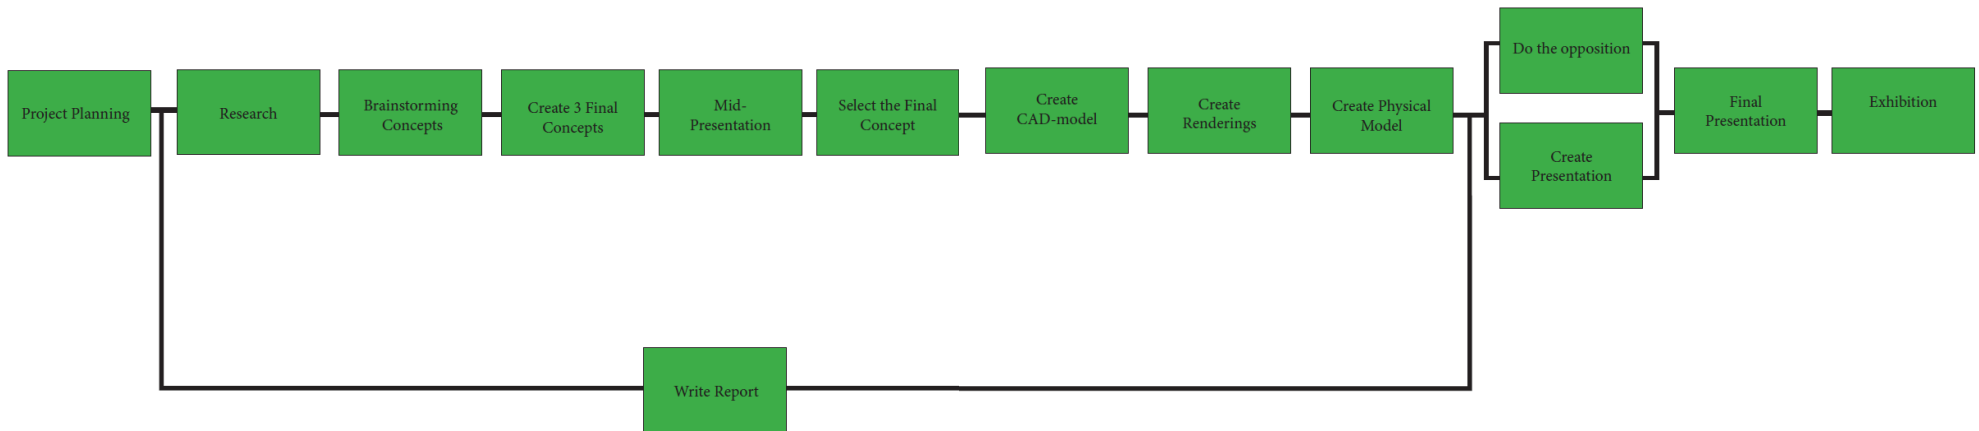 Project Planning
Research
Brainstorming
Concepts
Create 3 Final
Concepts
Mid-
Presentation
Select the Final
Concept
Create
CAD-model
Create
Renderings
Create Physical
Model
Do the opposition
Create
Presentation
Final
Presentation
Exhibition
Write Report